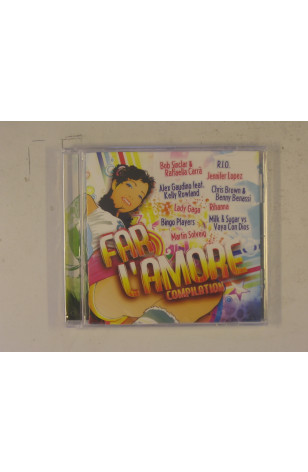 Bob Sinclar &
Raffaella Carrà
Alex Gaudino feat.
Kelly Rowland
Lady Gaga
Bingo Players
Martin Solveig
R.I.O.
Jennifer Lopez
Chris Brown &
Benny Benassi
Rihanna
Milk & Sugar vs
Vaya Con Dios
FAR
L'AMORE
COMPILATION